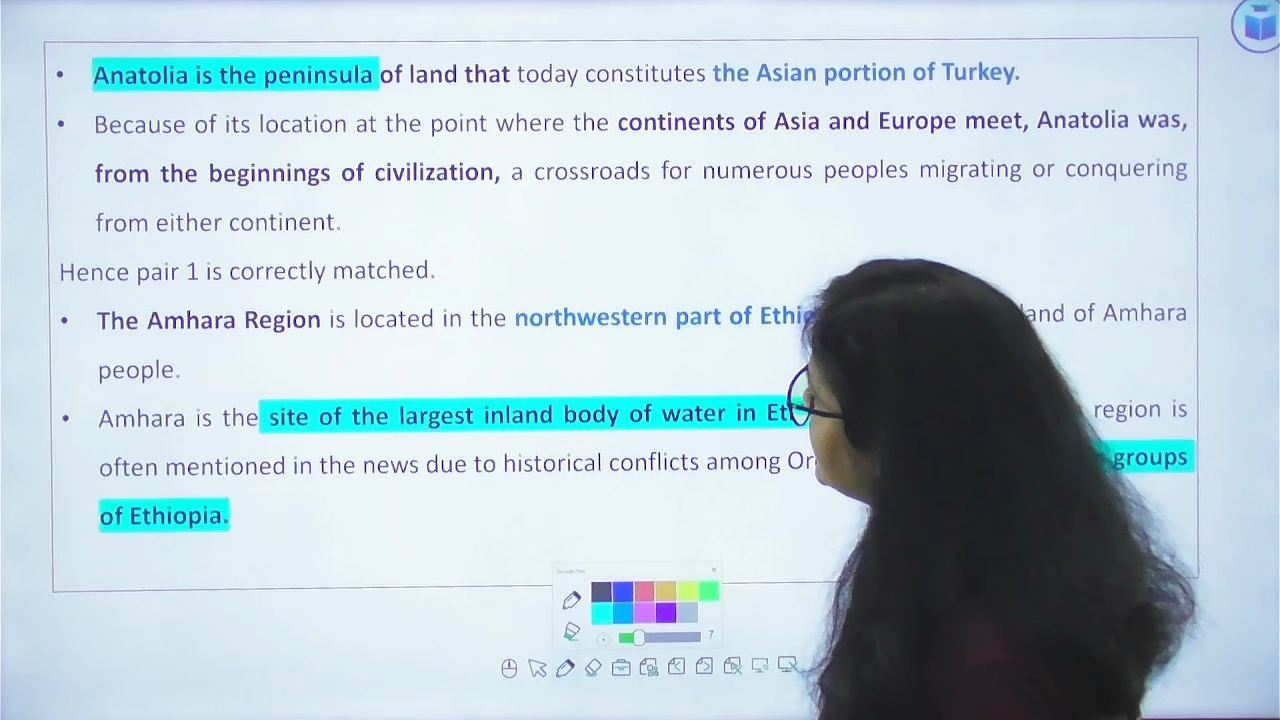 • Anatolia is the peninsula of land that today constitutes the Asian portion of Turkey.
• Because of its location at the point where the continents of Asia and Europe meet, Anatolia was,
from the beginnings of civilization, a crossroads for numerous peoples migrating or conquering
from either continent.
Hence pair 1 is correctly matched.
• The Amhara Region is located in the northwestern part of land of Amhara
people.
• Amhara is the site of the largest inland body of water in region is
often mentioned in the news due to historical conflicts among groups
of Ethiopia.
7